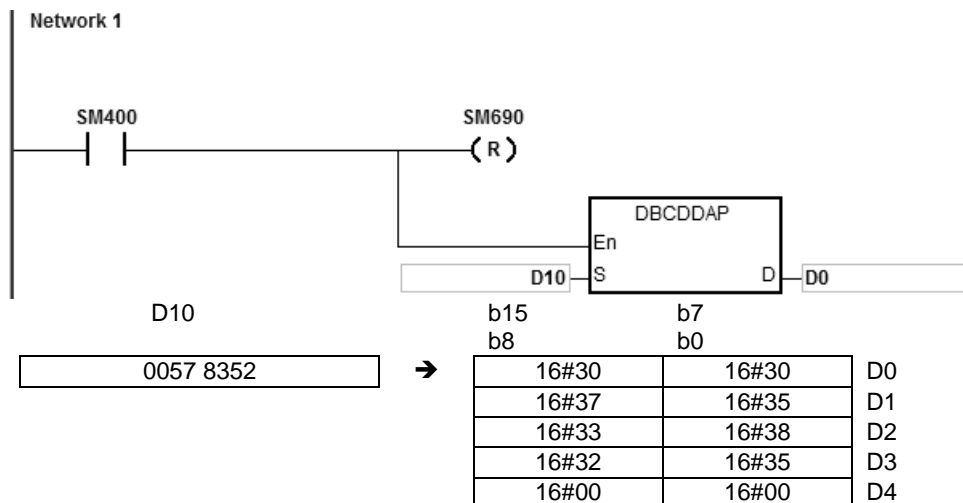 Network 1
SM400 SM690
( R )
DBCDDAP
En
D10 S D D0
D10 b15 b7
b8 b0
0057 8352 ➔ 16#30 16#30 D0
16#37 16#35 D1
16#33 16#38 D2
16#32 16#35 D3
16#00 16#00 D4